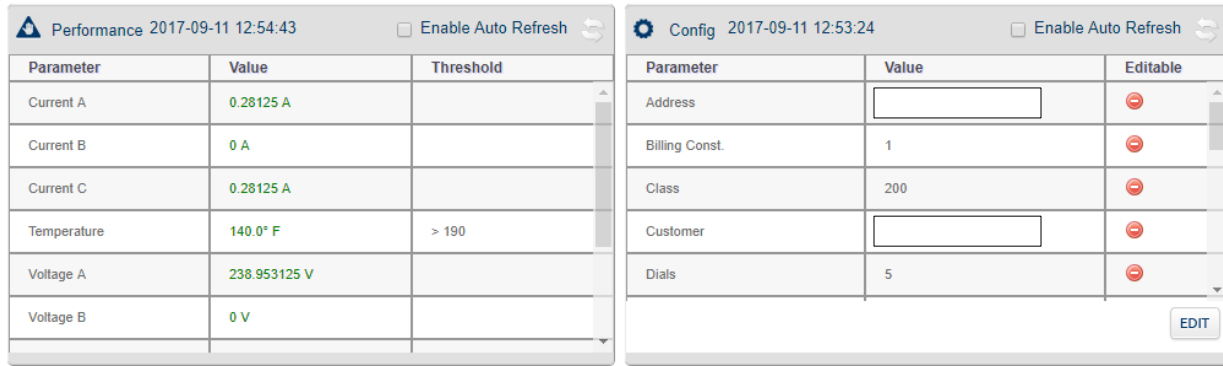 Performance 2017-09-11 12:54:43 Enable Auto Refresh
Parameter Value Threshold
Current A 0.28125 A
Current B 0 A
Current C 0.28125 A
Temperature 140.0° F > 190
Voltage A 238.953125 V
Voltage B 0 V
Config 2017-09-11 12:53:24 Enable Auto Refresh
Parameter Value Editable
Address
Billing Const. 1
Class 200
Customer
Dials 5
EDIT